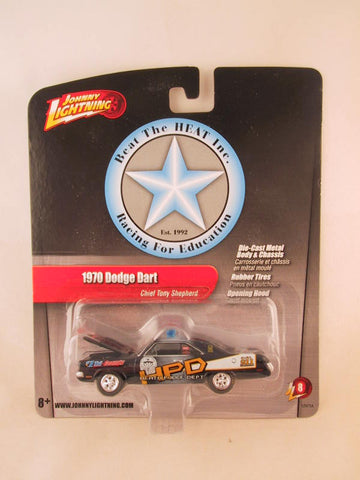 JOHNNY
LIGHTNING
Beat The HEAT Inc.
Est. 1992
Racing For Education
Die-Cast Metal
Body & Chassis
Carrosserie et châssis
en métal moulé
Rubber Tires
Pneus en caoutchouc
Opening Hood
1970 Dodge Dart
Chief Tony Shepherd
HPD
POLICE DEPT
8+
WWW.JOHNNYLIGHTNING.COM
8